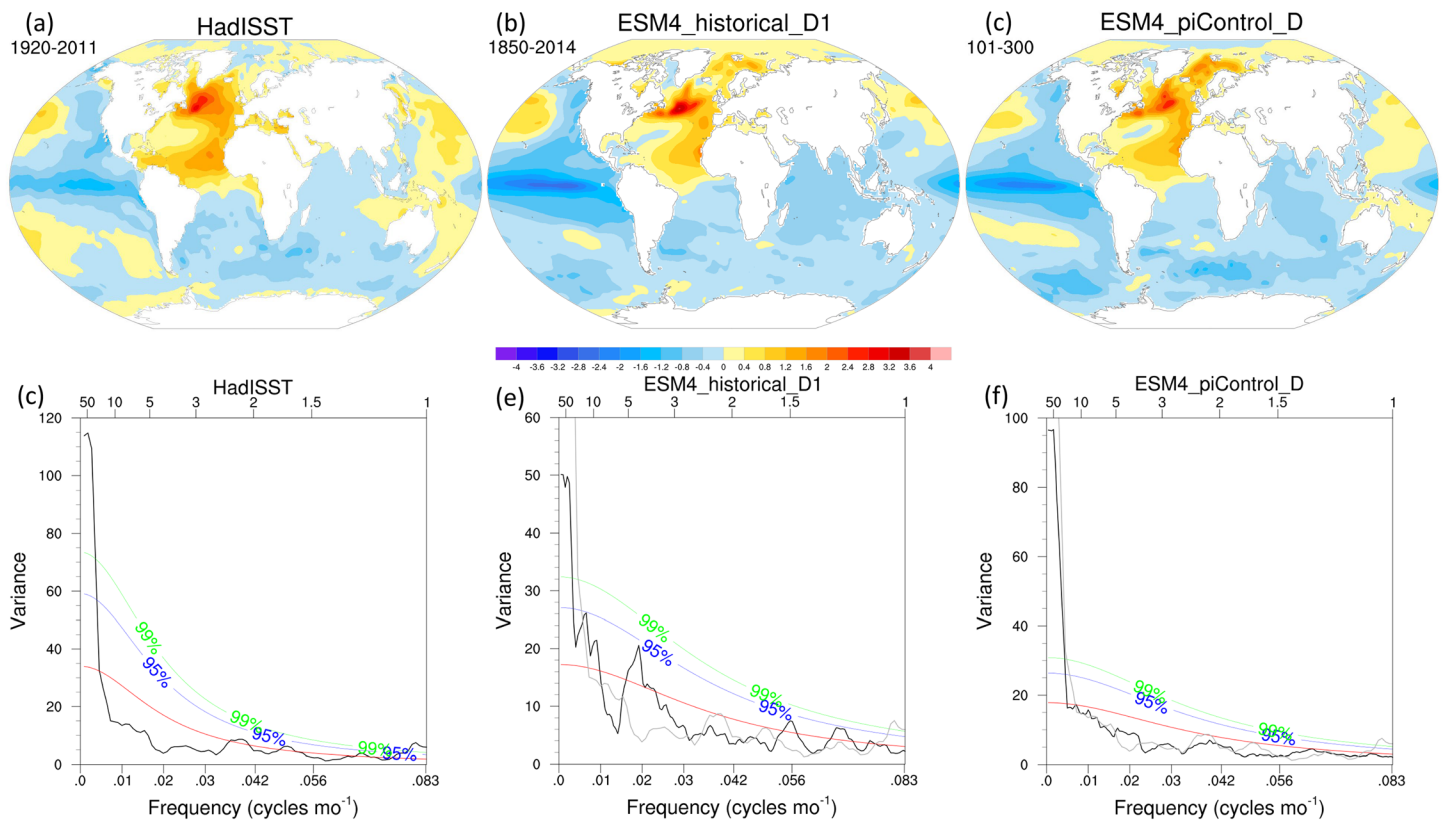 (a) HadISST
1920-2011
(b) ESM4_historical_D1
1850-2014
(c) ESM4_piControl_D
101-300
-4 -3.6 -3.2 -2.8 -2.4 -2 -1.6 -1.2 -0.8 -0.4 0 0.4 0.8 1.2 1.6 2 2.4 2.8 3.2 3.6 4
(c) HadISST
50 10 5 3 2 1.5 1
120
100
80
60
40
20
0
Variance
99%
95%
99%
95%
99%
95%
.0 .01 .02 .03 .042 .056 .083
Frequency (cycles mo-1)
(e) ESM4_historical_D1
50 10 5 3 2 1.5 1
60
50
40
30
20
10
0
Variance
99%
95%
99%
95%
.0 .01 .02 .03 .042 .056 .083
Frequency (cycles mo-1)
(f) ESM4_piControl_D
50 10 5 3 2 1.5 1
100
80
60
40
20
0
Variance
99%
95%
99%
95%
.0 .01 .02 .03 .042 .056 .083
Frequency (cycles mo-1)